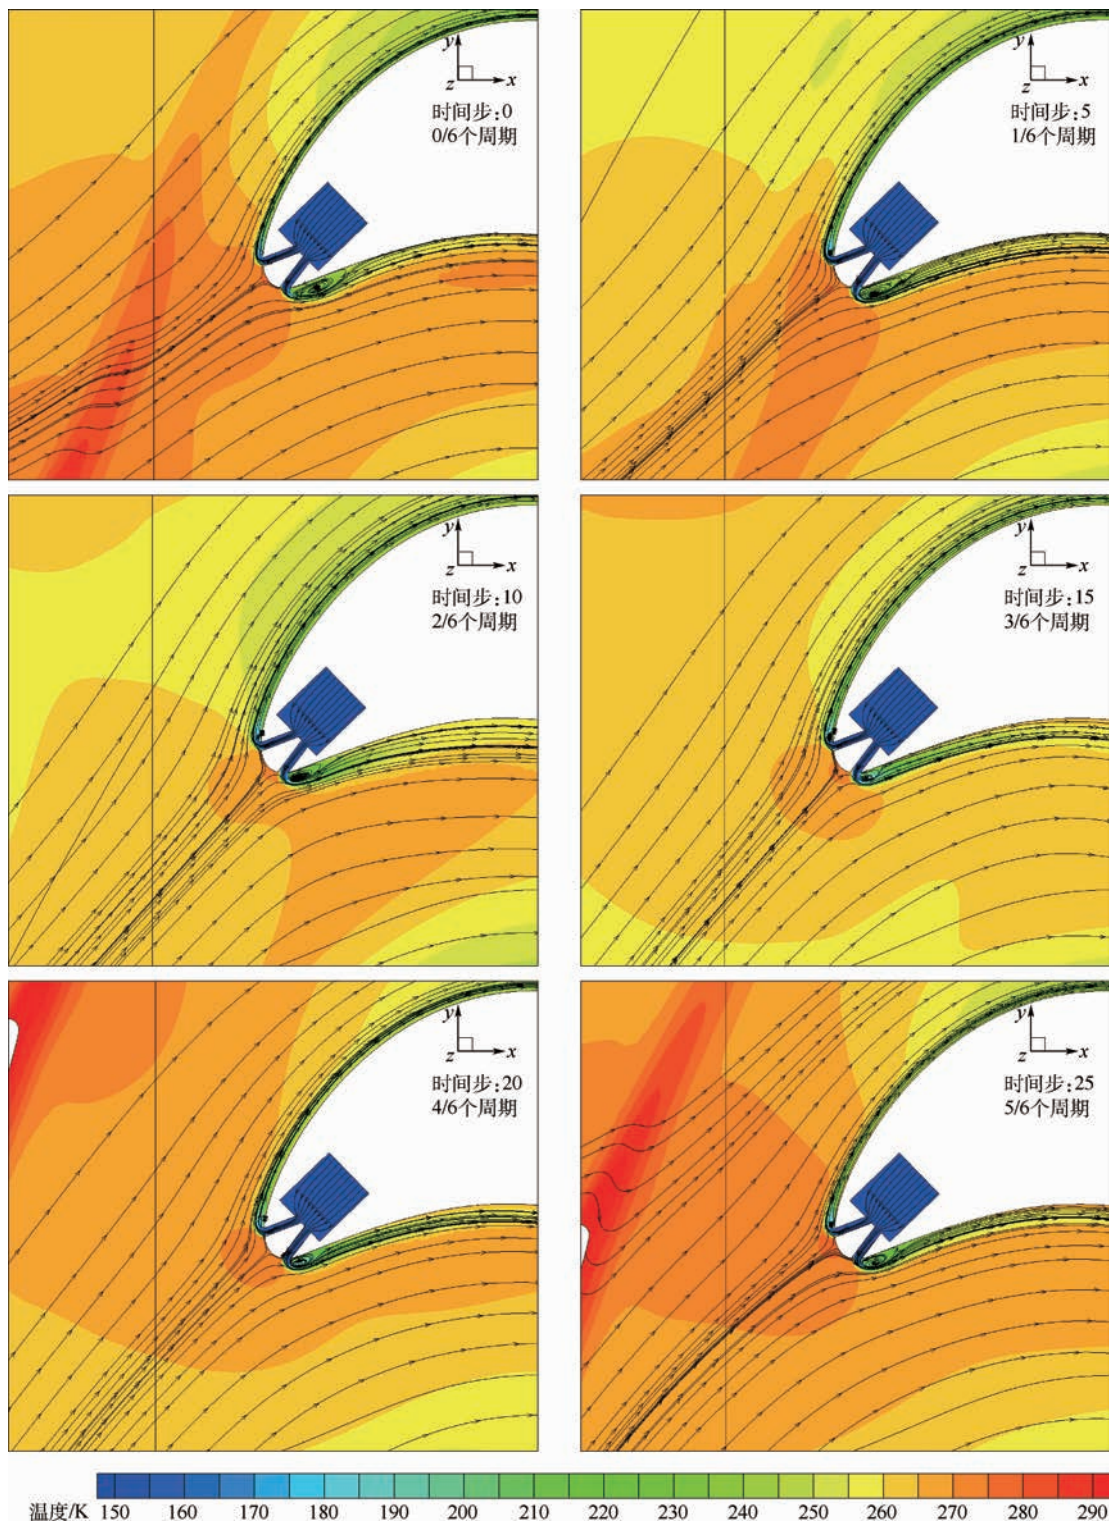 y
z x
时间步:0
0/6个周期
y
z x
时间步:5
1/6个周期
y
z x
时间步:10
2/6个周期
y
z x
时间步:15
3/6个周期
y
z x
时间步:20
4/6个周期
y
z x
时间步:25
5/6个周期
温度/K 150 160 170 180 190 200 210 220 230 240 250 260 270 280 290